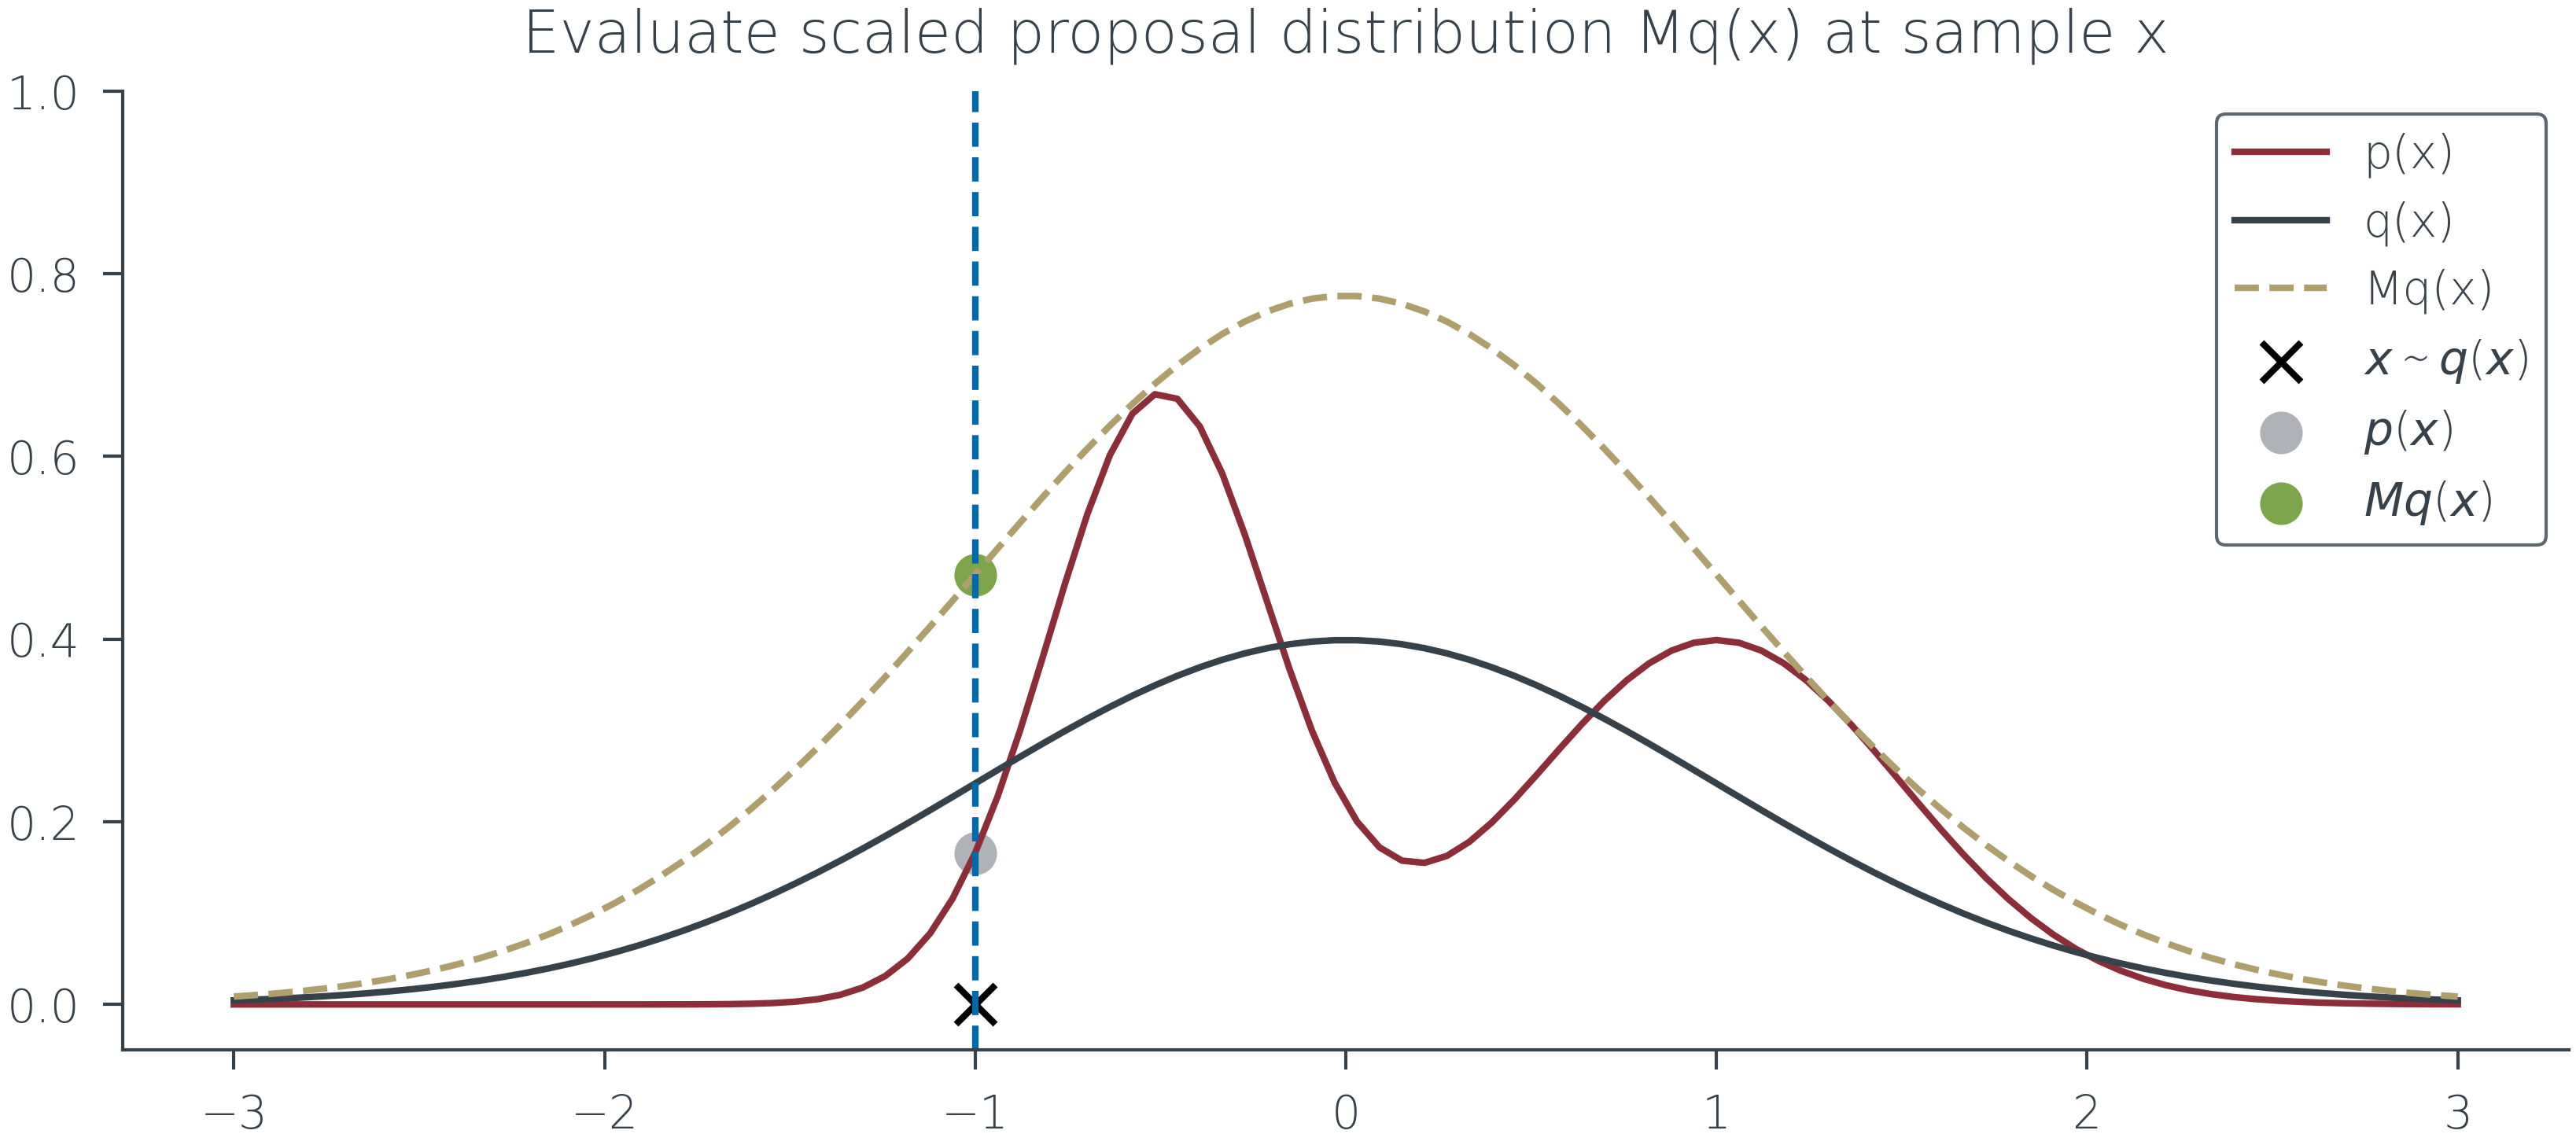 Evaluate scaled proposal distribution Mq(x) at sample x
1.0
0.8
0.6
0.4
0.2
0.0
−3 −2 −1 0 1 2 3
p(x)
q(x)
Mq(x)
x ~ q(x)
p(x)
Mq(x)